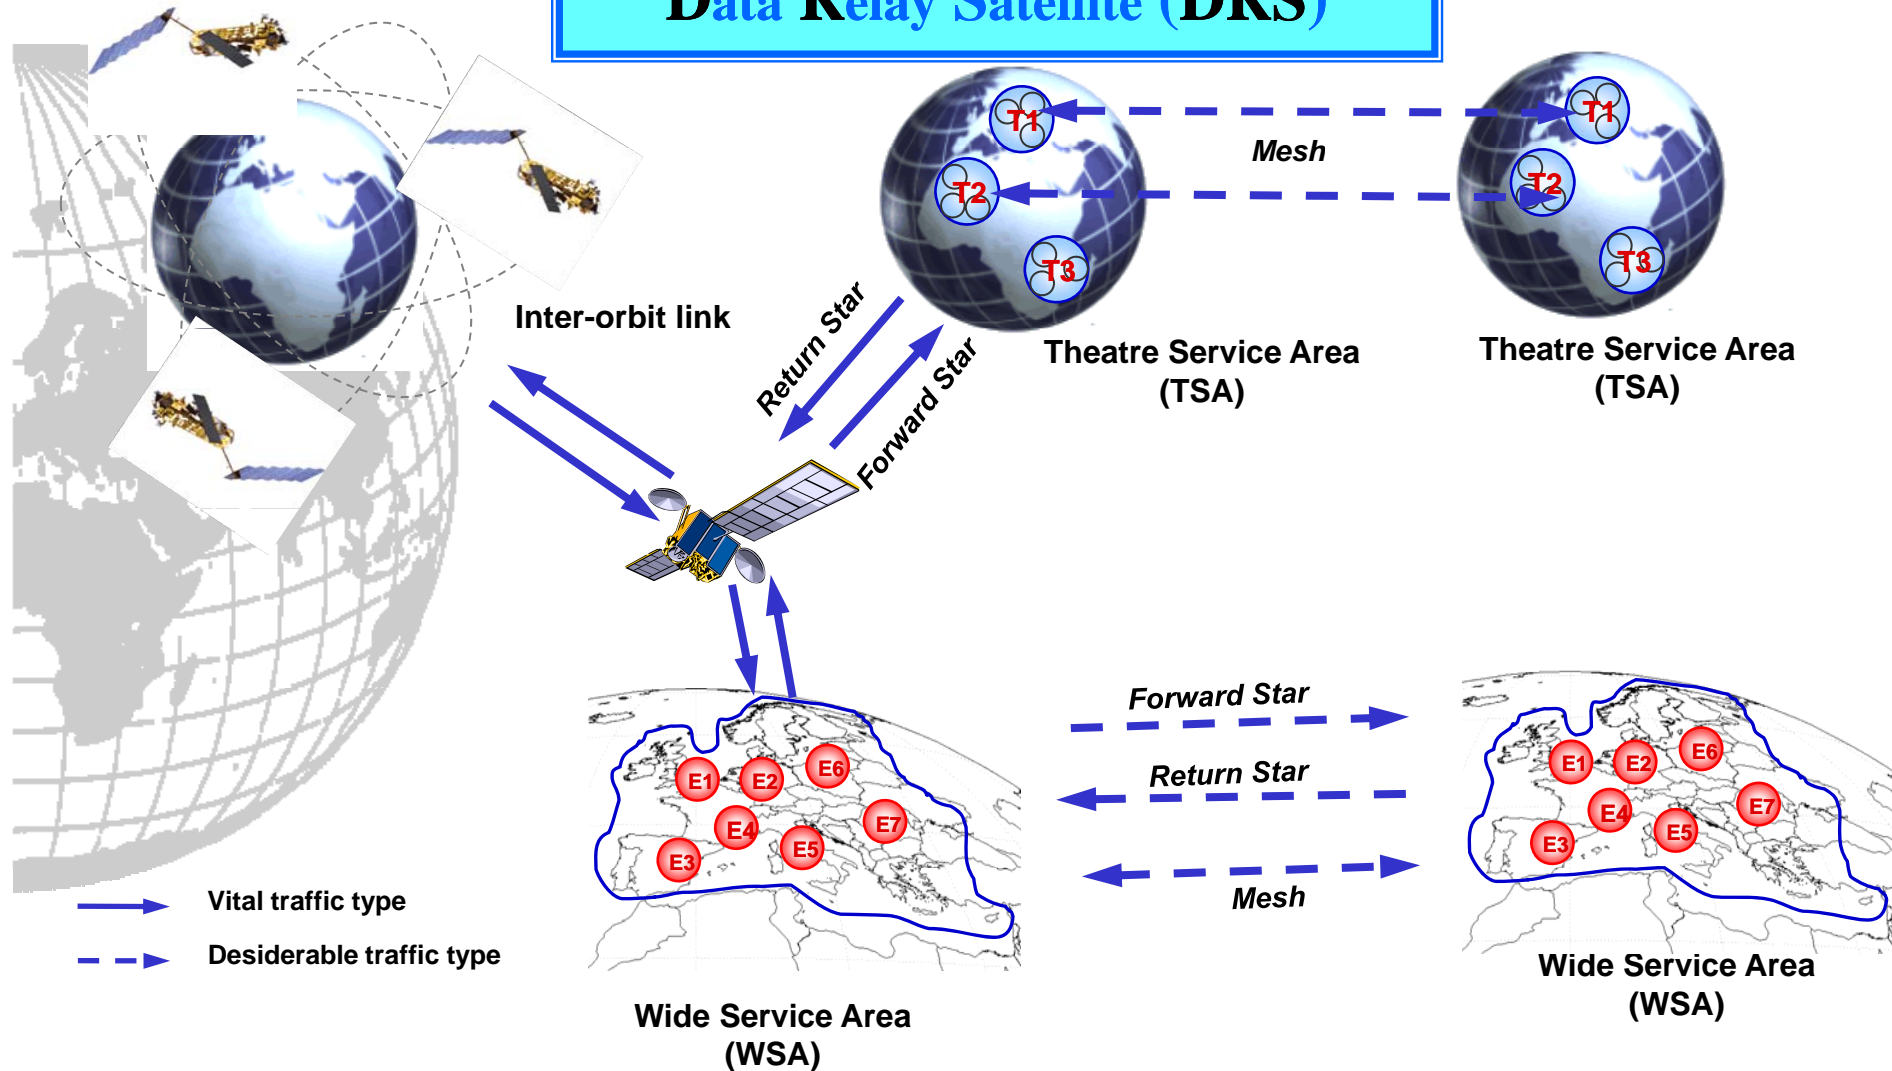 Data Relay Satellite (DRS)
T1
T2
T3
Mesh
T1
T2
T3
Inter-orbit link
Return Star
Forward Star
Theatre Service Area
(TSA)
Theatre Service Area
(TSA)
Forward Star
Return Star
Mesh
E1
E2
E6
E4
E7
E3
E5
E1
E2
E6
E4
E7
E3
E5
Vital traffic type
Desiderable traffic type
Wide Service Area
(WSA)
Wide Service Area
(WSA)